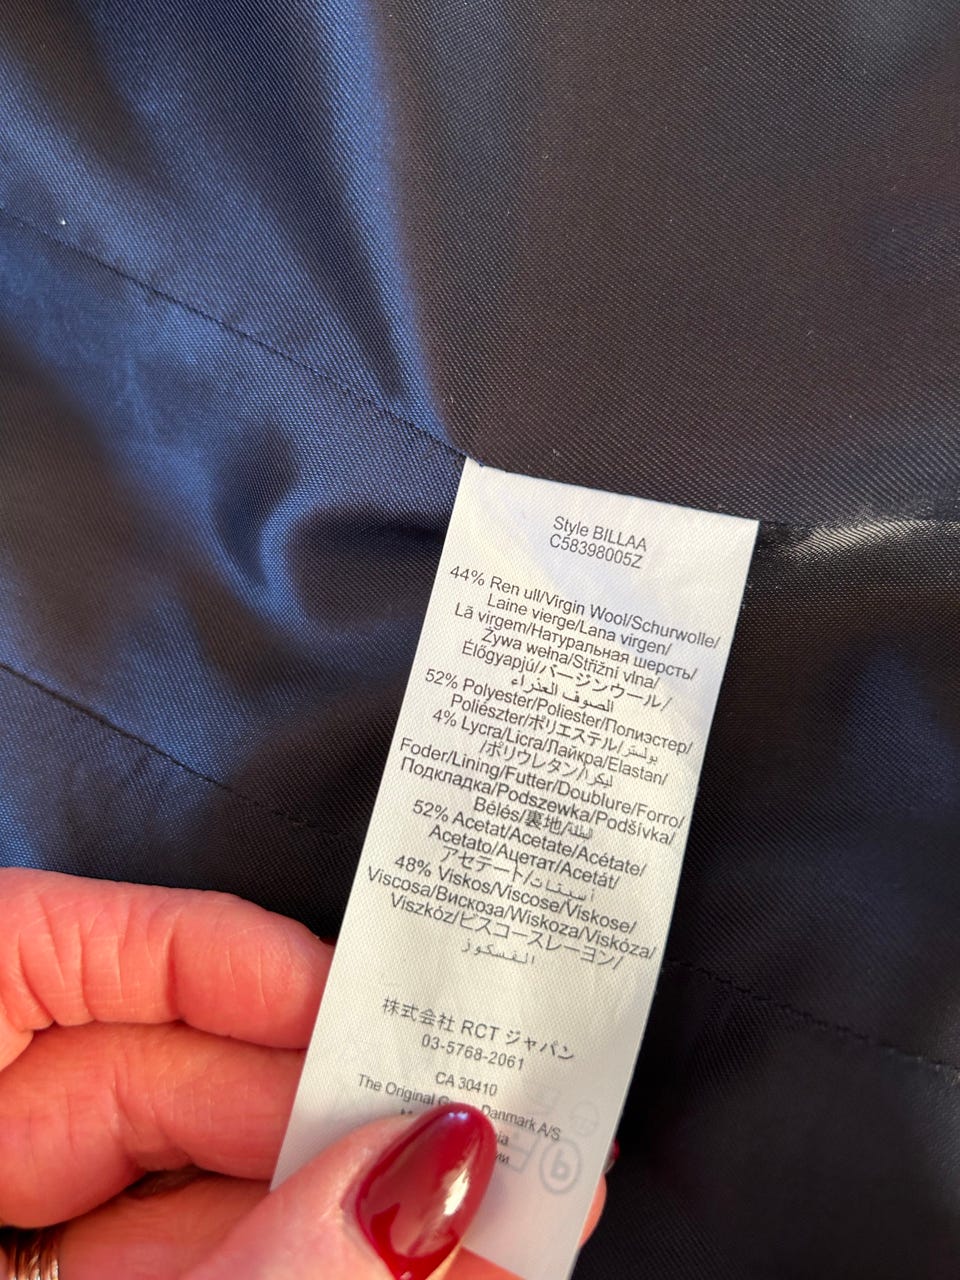 Style BILLAA
C58398005Z
44% Ren ull/Virgin Wool/Schurwolle/
Laine vierge/Lana virgen/
Lã virgem/Натуральная шерсть/
Żywa wełna/Střižní vlna/
Élőgyapjú/バージンウール/
الصوف العذراء
52% Polyester/Poliester/Полиэстер/
Poliészter/ポリエステル/بوليستر/
4% Lycra/Licra/Лайкра/Elastan/
/ポリウレタン/ليكرا
Foder/Lining/Futter/Doublure/Forro/
Подкладка/Podszewka/Podšívka/
Bélés/裏地/
52% Acetat/Acetate/Acétate/
Acetato/Ацетат/Acetát/
アセテート/أسيتات
48% Viskos/Viscose/Viskose/
Viscosa/Вискоза/Wiskoza/Viskóza/
Viszkóz/ビスコースレーヨン/
الفسكوز
株式会社 RCT ジャパン
03-5768-2061
CA 30410
The Original Danmark A/S